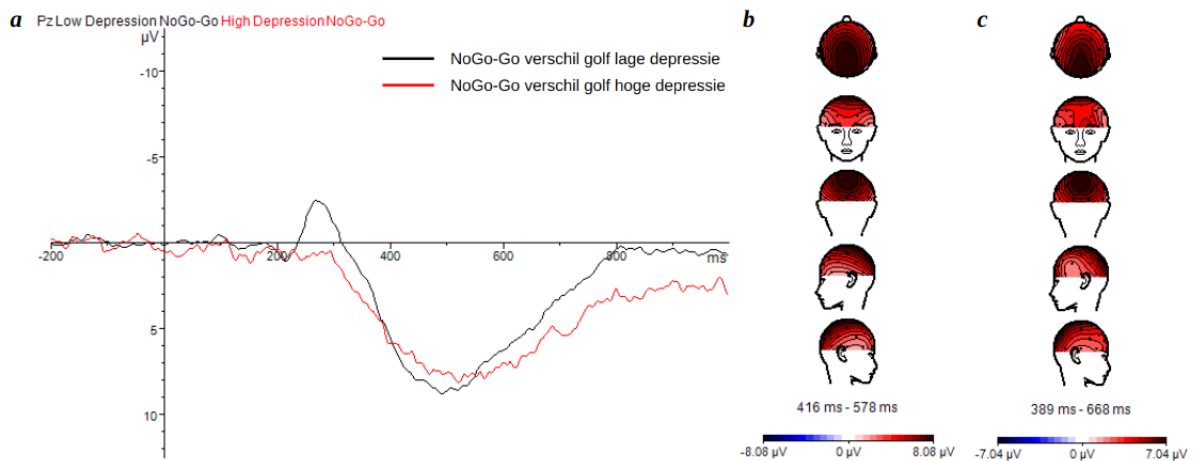 a Pz Low Depression NoGo-Go High Depression NoGo-Go
µV
NoGo-Go verschil golf lage depressie
NoGo-Go verschil golf hoge depressie
-10
-5
-200
200
400
600
800
ms
5
10
b
416 ms - 578 ms
-8.08 µV 0 µV 8.08 µV
c
389 ms - 668 ms
-7.04 µV 0 µV 7.04 µV